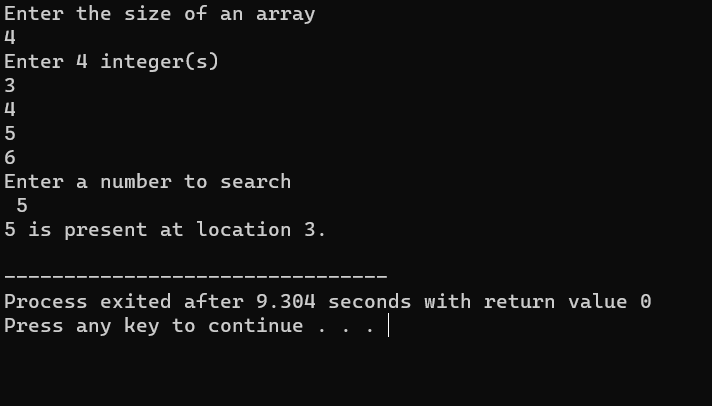 Enter the size of an array
4
Enter 4 integer(s)
3
4
5
6
Enter a number to search
 5
5 is present at location 3.

--------------------------------
Process exited after 9.304 seconds with return value 0
Press any key to continue . . .